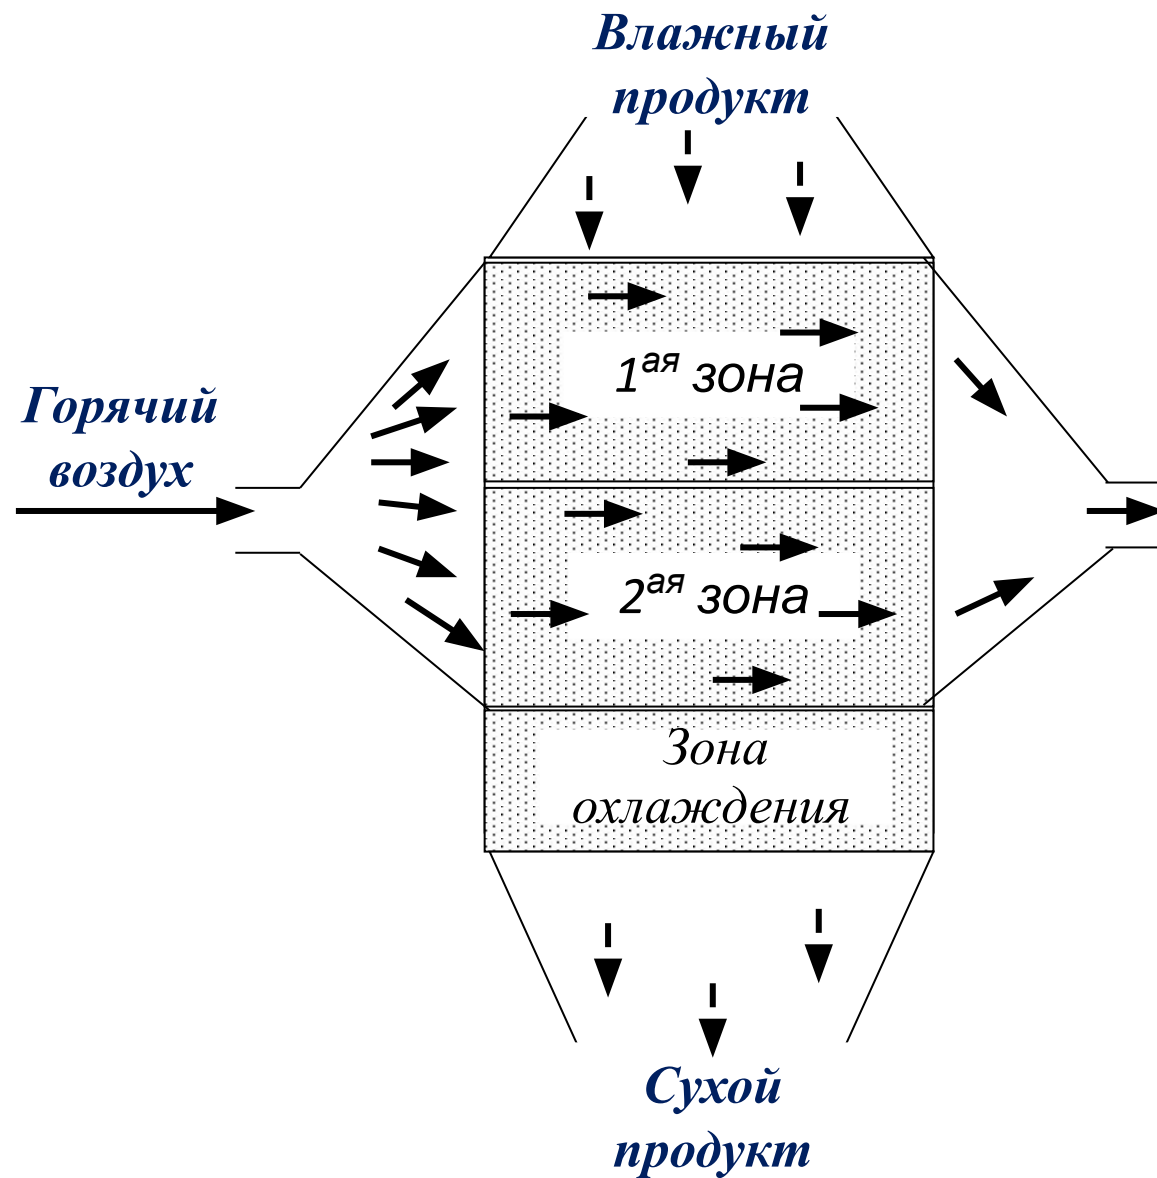 Влажный
продукт
1ая зона
Горячий
воздух
2ая зона
Зона
охлаждения
Сухой
продукт